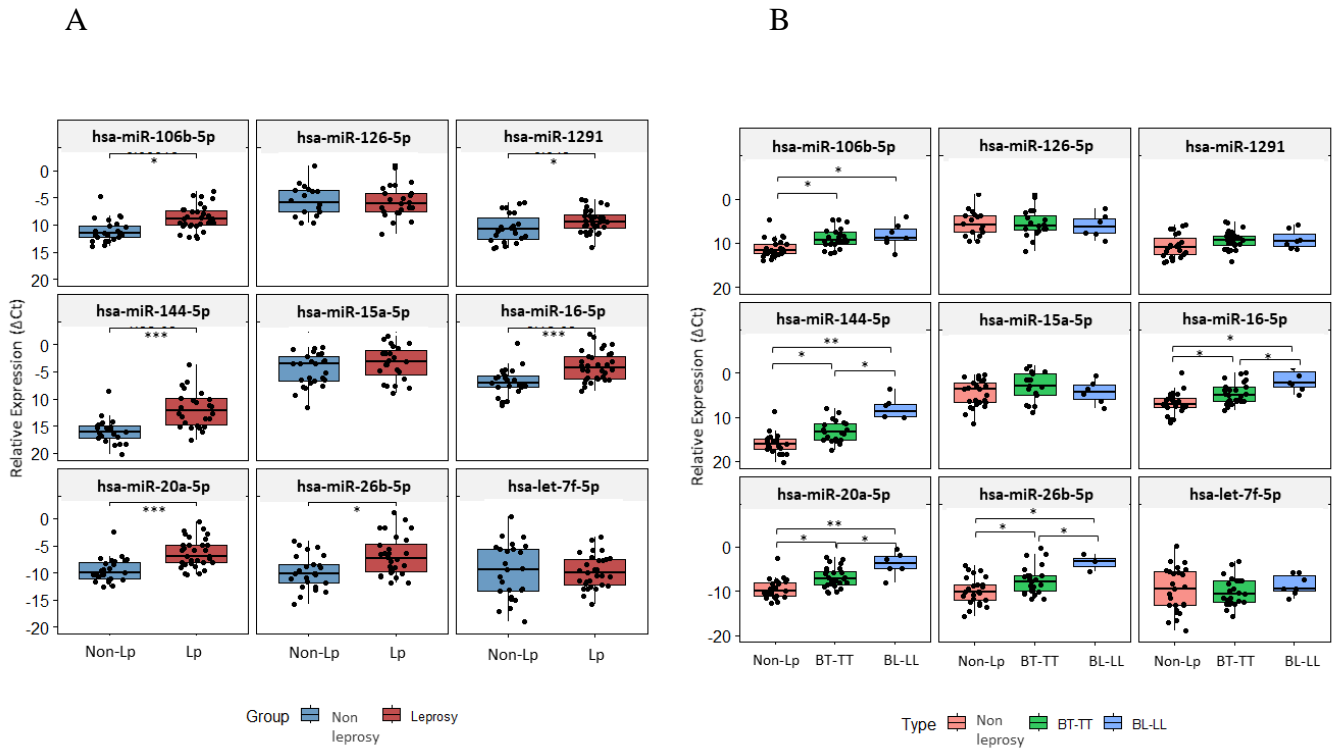 A
hsa-miR-106b-5p hsa-miR-126-5p hsa-miR-1291
* *
0
-5
10
15
20
hsa-miR-144-5p hsa-miR-15a-5p hsa-miR-16-5p
*** ***
0
5
10
15
20
hsa-miR-20a-5p hsa-miR-26b-5p hsa-let-7f-5p
*** *
0
-5
-10
-15
-20
Relative Expression (ΔCt)
Non-Lp Lp Non-Lp Lp Non-Lp Lp
Group Non leprosy Leprosy
B
hsa-miR-106b-5p hsa-miR-126-5p hsa-miR-1291
*
*
0
10
20
hsa-miR-144-5p hsa-miR-15a-5p hsa-miR-16-5p
** *
* * * *
0
10
20
hsa-miR-20a-5p hsa-miR-26b-5p hsa-let-7f-5p
** *
* * * *
0
-10
-20
Relative Expression (ΔCt)
Non-Lp BT-TT BL-LL Non-Lp BT-TT BL-LL Non-Lp BT-TT BL-LL
Type Non leprosy BT-TT BL-LL